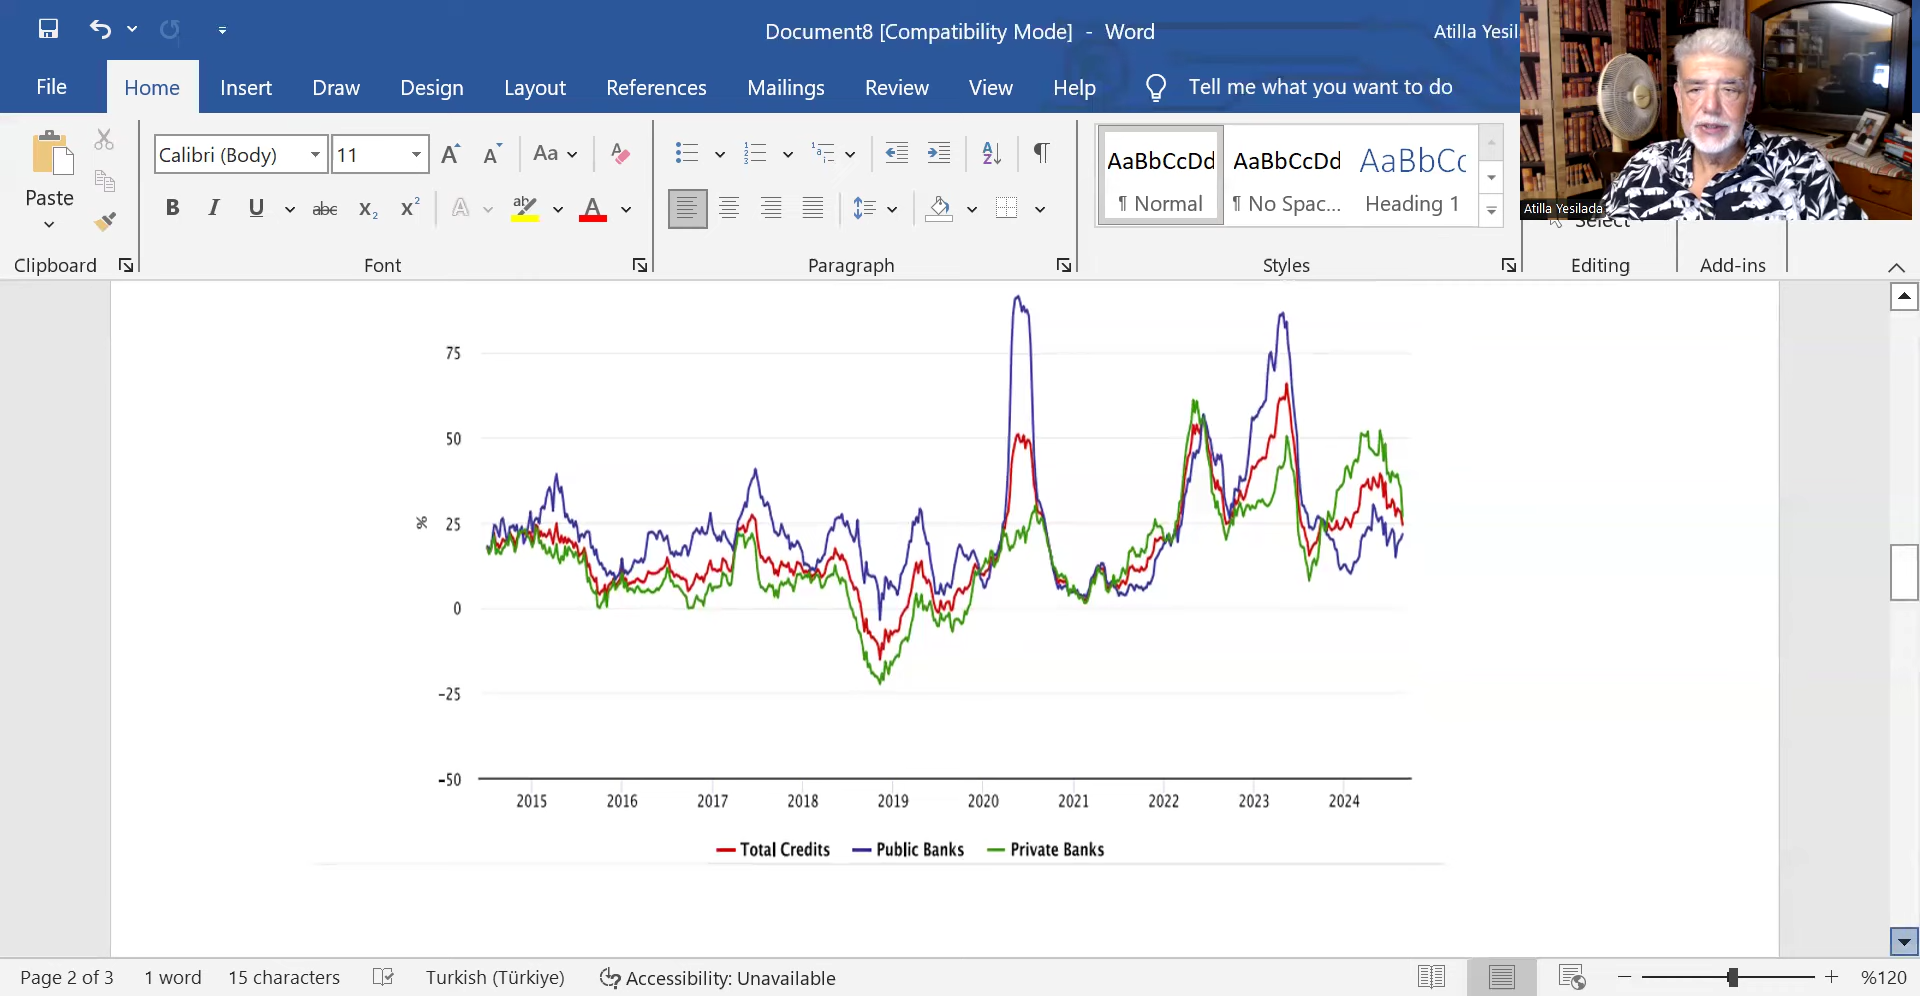 Document8 [Compatibility Mode] - Word
Atilla Yesil
File Home Insert Draw Design Layout References Mailings Review View Help Tell me what you want to do
Calibri (Body) 11
Aa
AaBbCcDd AaBbCcDd AaBbCc
Paste
B I U abc X₂ X²
¶ Normal ¶ No Spac... Heading 1
Atilla Yesilada
Select
Clipboard Font Paragraph Styles Editing Add-ins
75
50
%
25
0
-25
-50
2015 2016 2017 2018 2019 2020 2021 2022 2023 2024
Total Credits Public Banks Private Banks
Page 2 of 3 1 word 15 characters Turkish (Türkiye) Accessibility: Unavailable %120